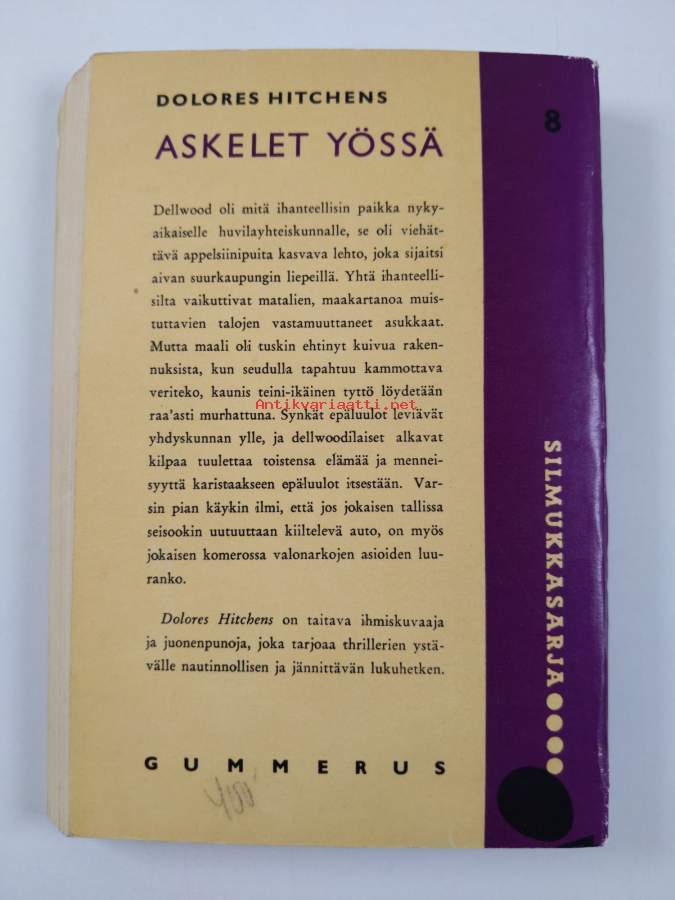 DOLORES HITCHENS
ASKELET YÖSSÄ
Dellwood oli mitä ihanteellisin paikka nyky-
aikaiselle huvilayhteiskunnalle, se oli viehät-
tävä appelsiinipuita kasvava lehto, joka sijaitsi
aivan suurkaupungin liepeillä. Yhtä ihanteelli-
silta vaikuttivat matalien, maakartanoa muis-
tuttavien talojen vastamuuttaneet asukkaat.
Mutta maali oli tuskin ehtinyt kuivua raken-
nuksista, kun seudulla tapahtuu kammottava
veriteko, kaunis teini-ikäinen tyttö löydetään
raa'asti murhattuna. Synkät epäluulot leviävät
yhdyskunnan ylle, ja dellwoodilaiset alkavat
kilpaa tuulettaa toistensa elämää ja mennei-
syyttä karistaakseen epäluulot itsestään. Var-
sin pian käykin ilmi, että jos jokaisen tallissa
seisookin uutuuttaan kiiltelevä auto, on myös
jokaisen komerossa valonarkojen asioiden luu-
ranko.
Dolores Hitchens on taitava ihmiskuvaaja
ja juonenpunoja, joka tarjoaa thrillerien ystä-
välle nautinnollisen ja jännittävän lukuhetken.
GUMMERUS
8
SILMUKKASARJA
Antikvariaatti.net